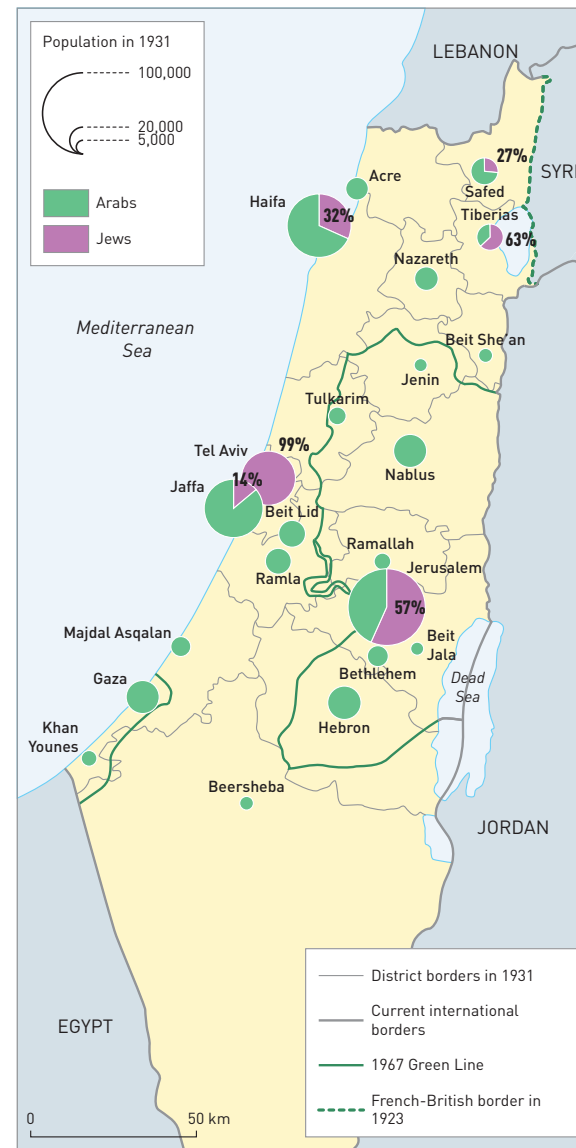 Population in 1931
100,000
20,000
5,000
Arabs
Jews
LEBANON
SYRI
27%
Safed
Acre
Haifa
32%
Tiberias
63%
Nazareth
Mediterranean
Sea
Beit She'an
Jenin
Tulkarim
Tel Aviv
99%
14%
Jaffa
Nablus
Beit Lid
Ramla
Ramallah
Jerusalem
57%
Majdal Asqalan
Beit
Jala
Bethlehem
Dead
Sea
Gaza
Hebron
Khan
Younes
Beersheba
JORDAN
EGYPT
District borders in 1931
Current international
borders
1967 Green Line
French-British border in
1923
0
50 km